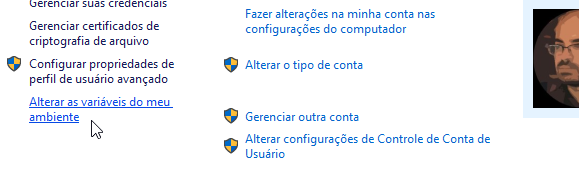 Gerenciar suas credenciais
Gerenciar certificados de
criptografia de arquivo
Configurar propriedades de
perfil de usuário avançado
Alterar as variáveis do meu
ambiente
Fazer alterações na minha conta nas
configurações do computador
Alterar o tipo de conta
Gerenciar outra conta
Alterar configurações de Controle de Conta de
Usuário